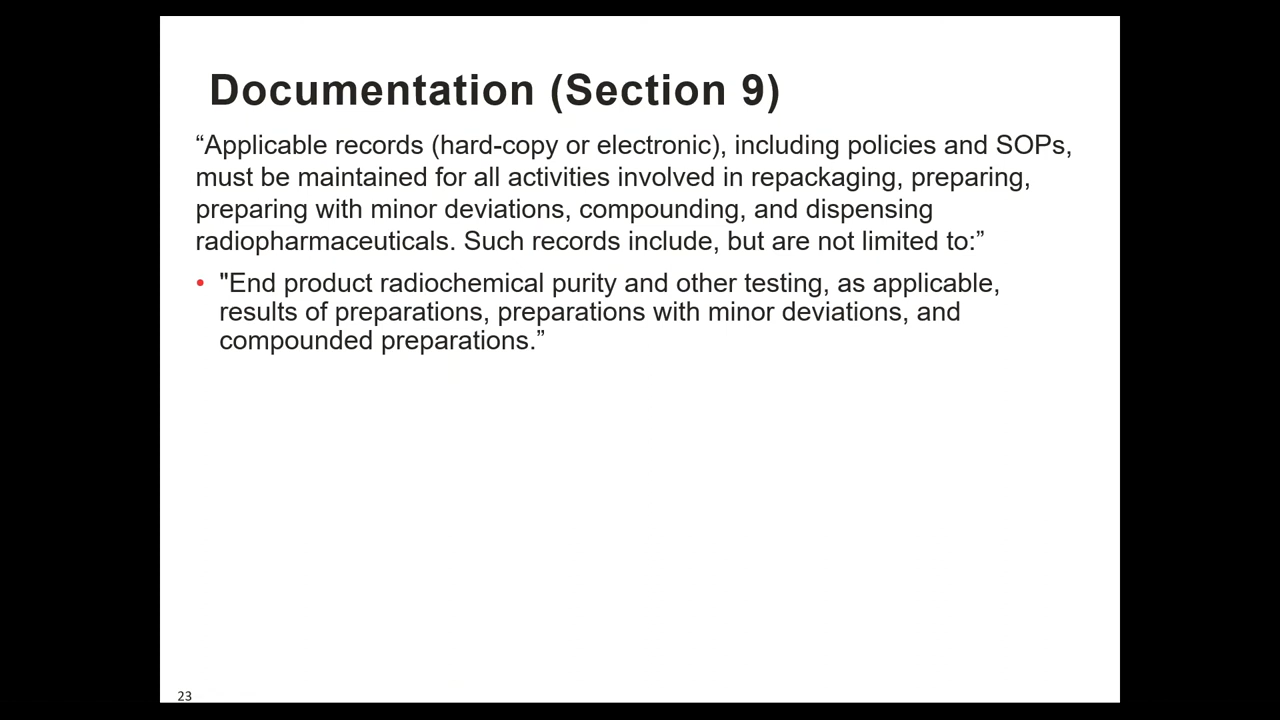 Documentation (Section 9)
“Applicable records (hard-copy or electronic), including policies and SOPs,
must be maintained for all activities involved in repackaging, preparing,
preparing with minor deviations, compounding, and dispensing
radiopharmaceuticals. Such records include, but are not limited to:”
• "End product radiochemical purity and other testing, as applicable,
results of preparations, preparations with minor deviations, and
compounded preparations.”
23